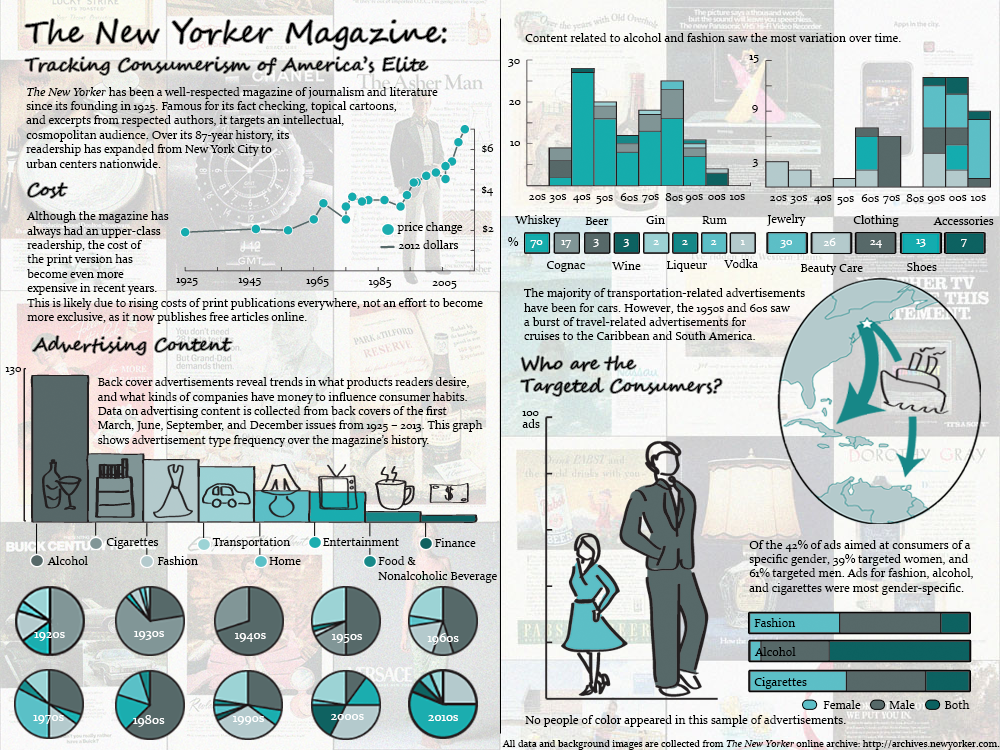 The New Yorker Magazine:
Tracking Consumerism of America's Elite
The New Yorker has been a well-respected magazine of journalism and literature
since its founding in 1925. Famous for its fact checking, topical cartoons,
and excerpts from respected authors, it targets an intellectual,
cosmopolitan audience. Over its 87-year history, its
readership has expanded from New York City to
urban centers nationwide.
Cost
Although the magazine has
always had an upper-class
readership, the cost of
the print version has
become even more
expensive in recent years.
This is likely due to rising costs of print publications everywhere, not an effort to become
more exclusive, as it now publishes free articles online.
$6
$4
$2
price change
2012 dollars
1925 1945 1965 1985 2005
Advertising Content
130
Back cover advertisements reveal trends in what products readers desire,
and what kinds of companies have money to influence consumer habits.
Data on advertising content is collected from back covers of the first
March, June, September, and December issues from 1925 – 2013. This graph
shows advertisement type frequency over the magazine's history.
$
Cigarettes Transportation Entertainment Finance
Alcohol Fashion Home Food &
Nonalcoholic Beverage
1920s 1930s 1940s 1950s 1960s
1970s 1980s 1990s 2000s 2010s
Content related to alcohol and fashion saw the most variation over time.
30
20
10
20s 30s 40s 50s 60s 70s 80s 90s 00s 10s
15
9
3
20s 30s 40s 50s 60s 70s 80s 90s 00s 10s
Whiskey Beer Gin Rum Jewelry Clothing Accessories
% 70 17 3 3 2 2 2 1 30 26 24 13 7
Cognac Wine Liqueur Vodka Beauty Care Shoes
The majority of transportation-related advertisements
have been for cars. However, the 1950s and 60s saw
a burst of travel-related advertisements for
cruises to the Caribbean and South America.
Who are the
Targeted Consumers?
100
ads
Of the 42% of ads aimed at consumers of a
specific gender, 39% targeted women, and
61% targeted men. Ads for fashion, alcohol,
and cigarettes were most gender-specific.
Fashion
Alcohol
Cigarettes
Female Male Both
No people of color appeared in this sample of advertisements.
All data and background images are collected from The New Yorker online archive: http://archives.newyorker.com.